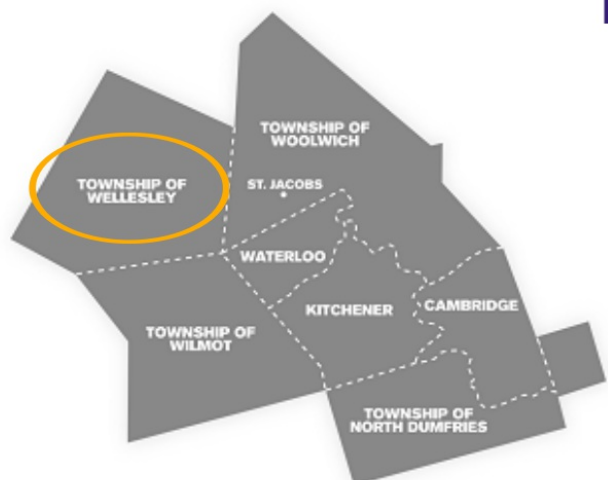 TOWNSHIP OF
WOOLWICH
TOWNSHIP OF
WELLESLEY
ST. JACOBS
WATERLOO
KITCHENER
CAMBRIDGE
TOWNSHIP OF
WILMOT
TOWNSHIP OF
NORTH DUMFRIES